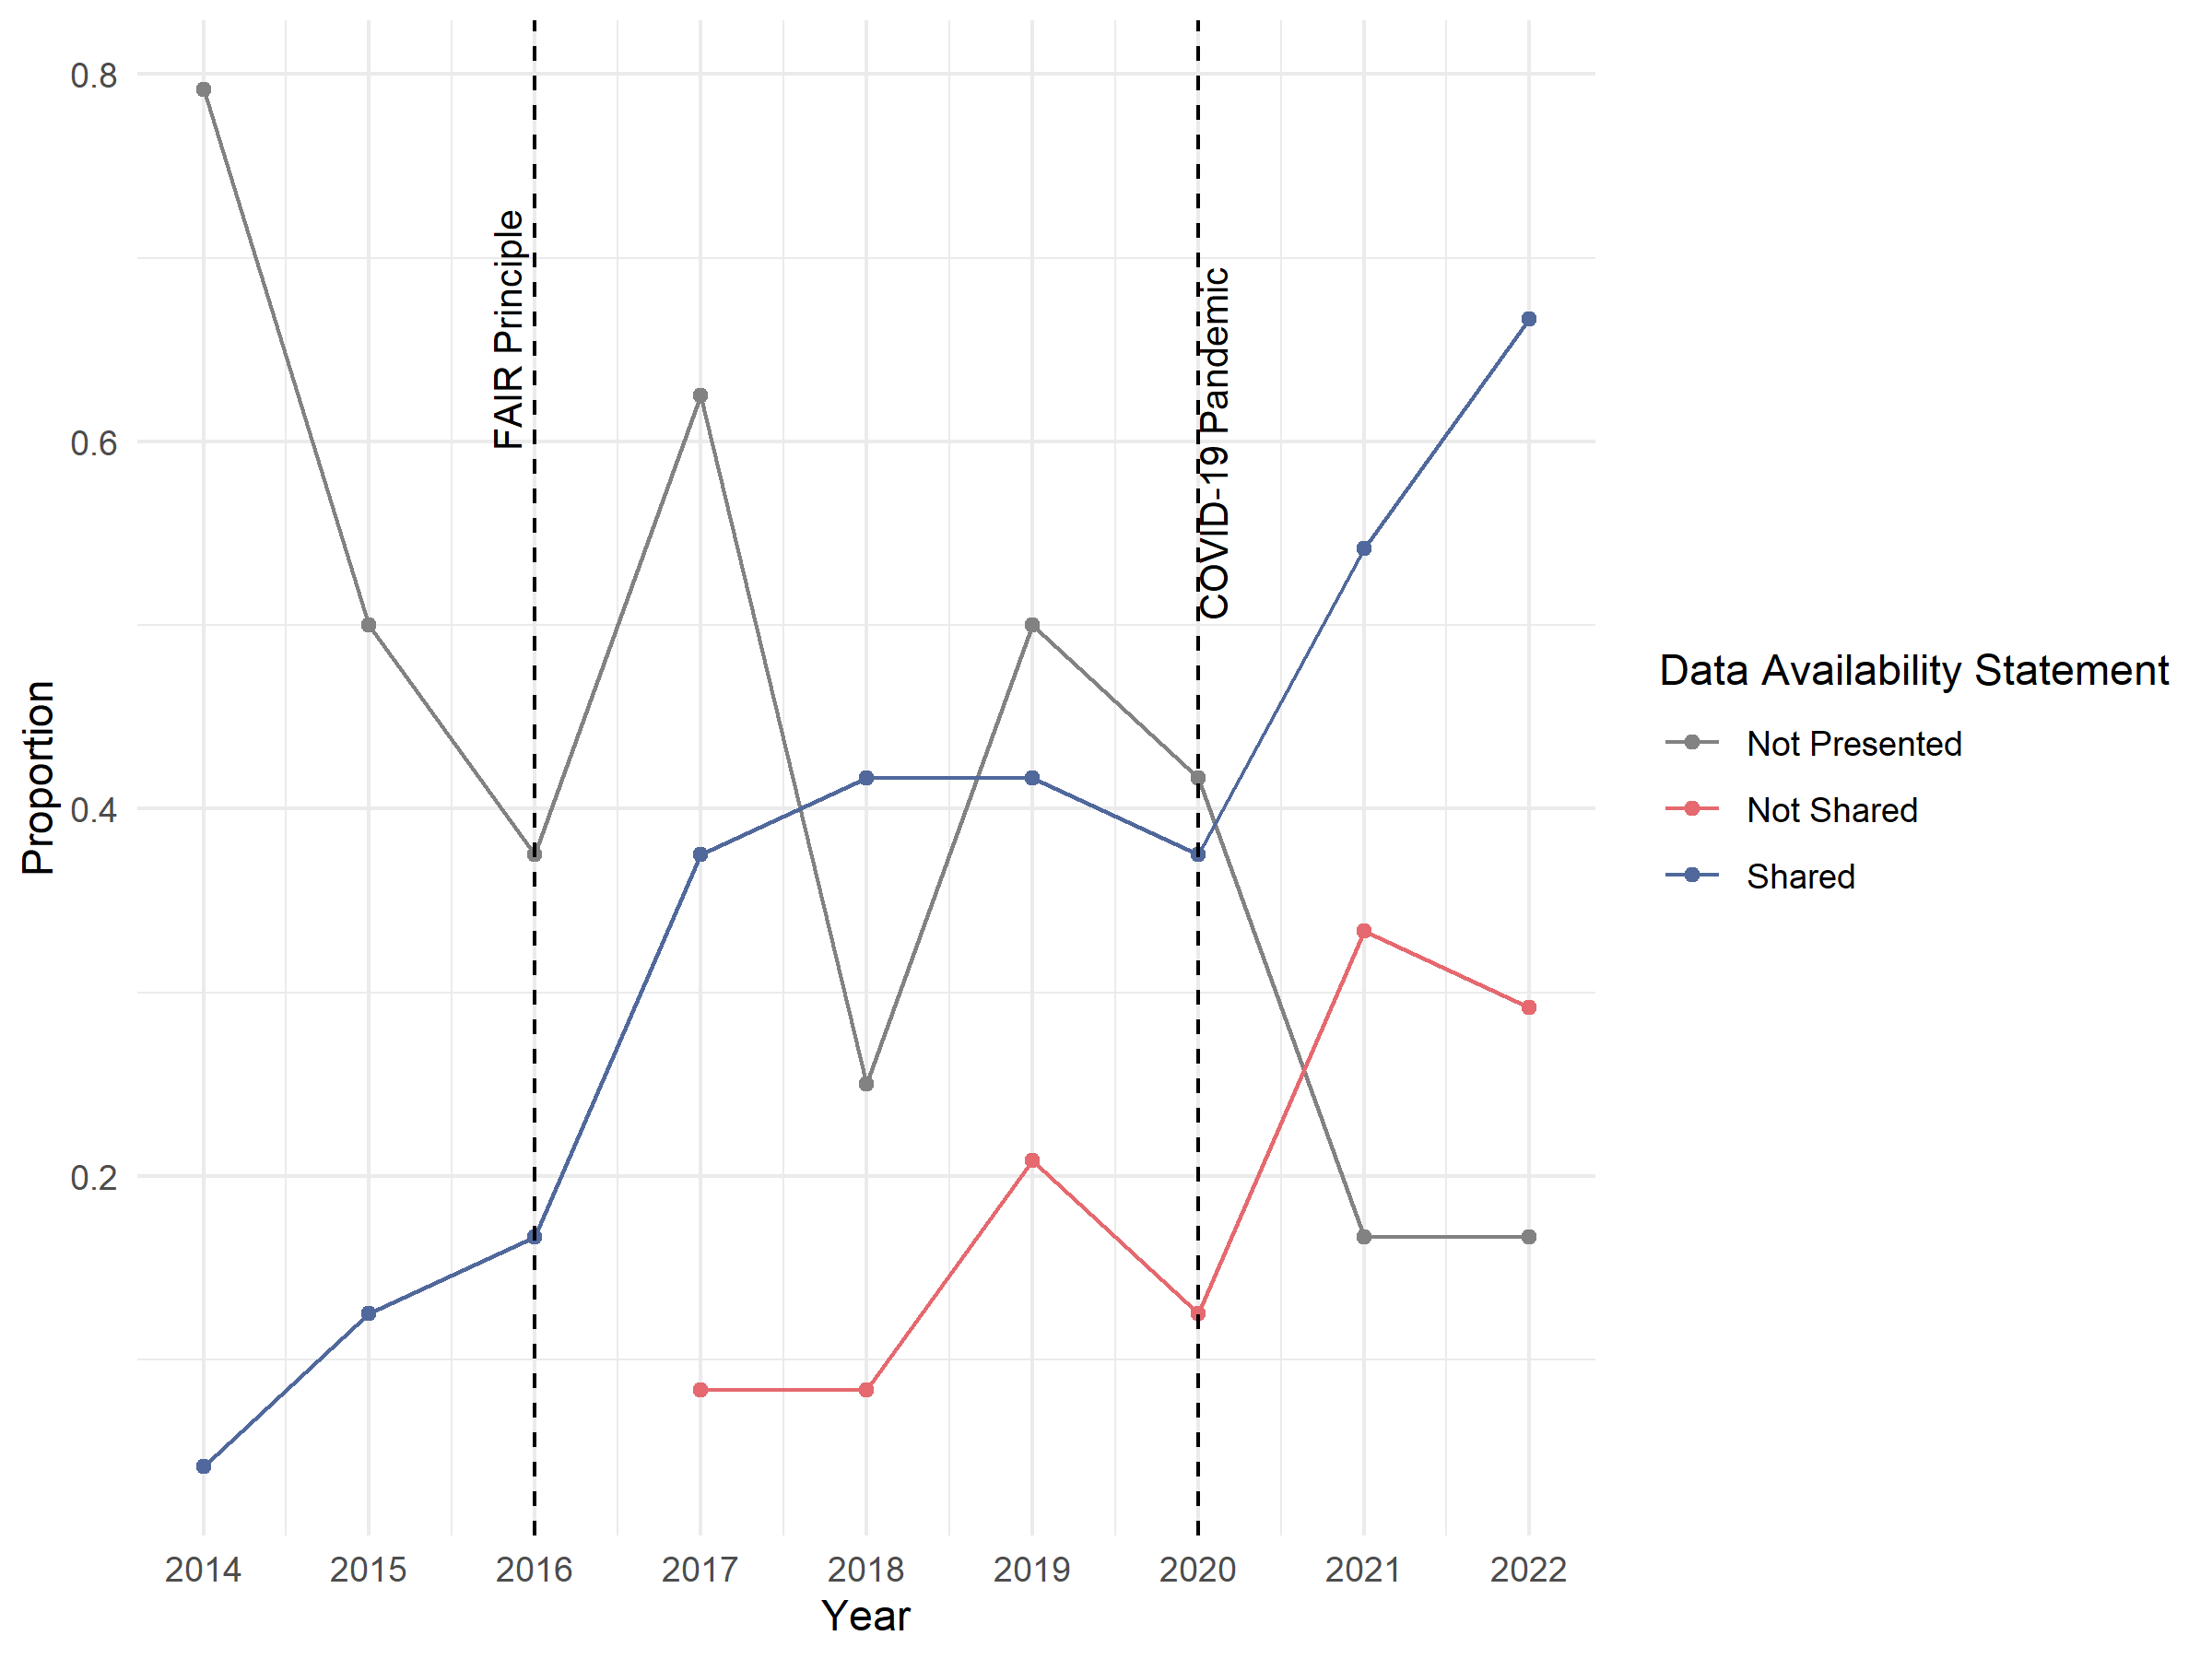 0.8
0.6
0.4
0.2
Proportion
FAIR Principle
COVID-19 Pandemic
2014 2015 2016 2017 2018 2019 2020 2021 2022
Year
Data Availability Statement
Not Presented
Not Shared
Shared